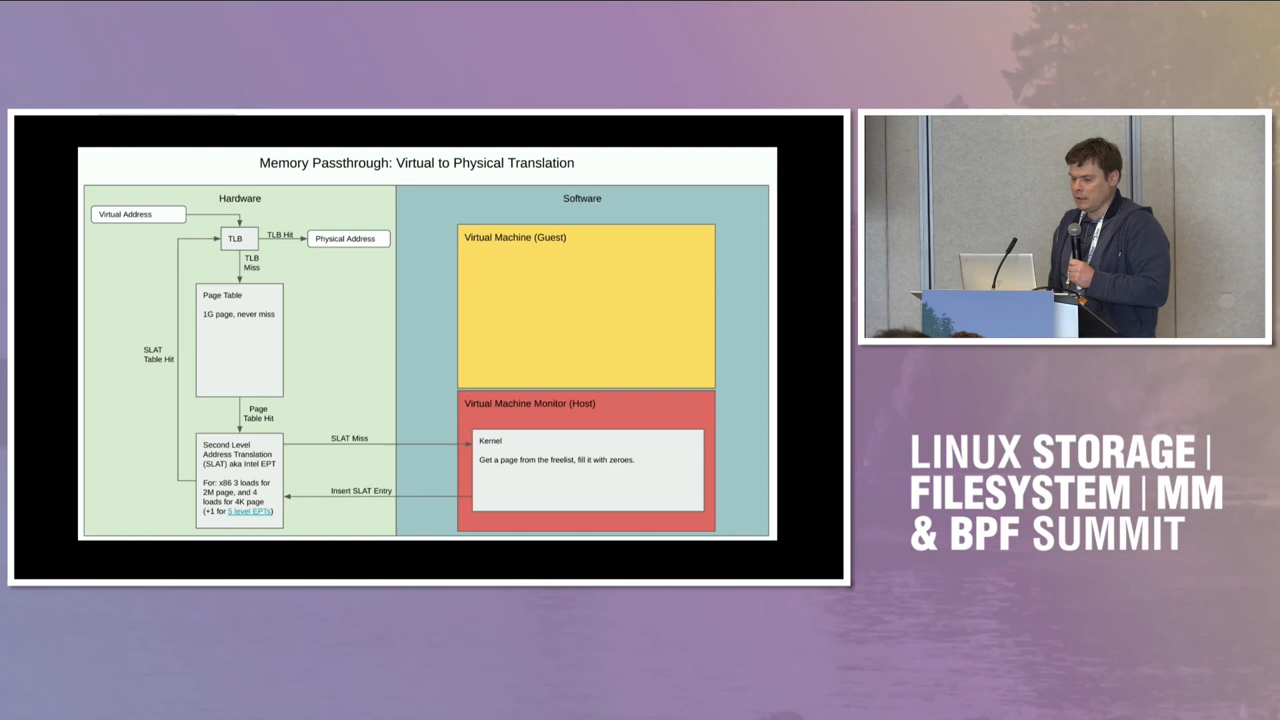 Memory Passthrough: Virtual to Physical Translation
Hardware
Software
Virtual Address
TLB
TLB Hit
Physical Address
TLB
Miss
Page Table
1G page, never miss
SLAT
Table Hit
Page
Table Hit
Second Level
Address Translation
(SLAT) aka Intel EPT
For: x86 3 loads for
2M page, and 4
loads for 4K page
(+1 for 5 level EPTs)
SLAT Miss
Insert SLAT Entry
Virtual Machine (Guest)
Virtual Machine Monitor (Host)
Kernel
Get a page from the freelist, fill it with zeroes.
LINUX STORAGE |
FILESYSTEM | MM
& BPF SUMMIT